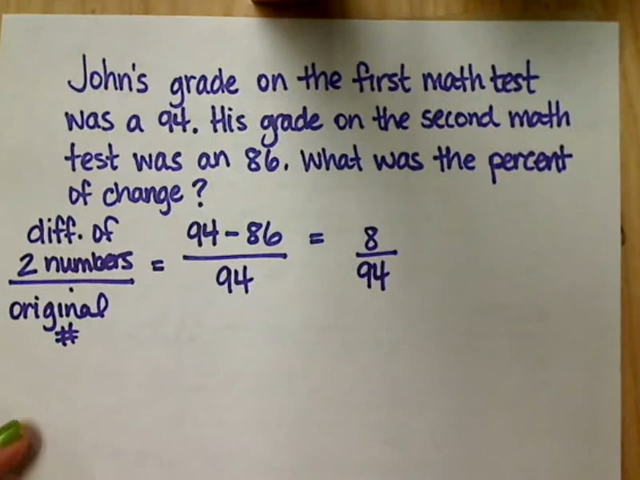 John's grade on the first math test
was a 94. His grade on the second math
test was an 86. What was the percent
of change?
diff. of
2 numbers
original
#
=
94 - 86
94
=
8
94